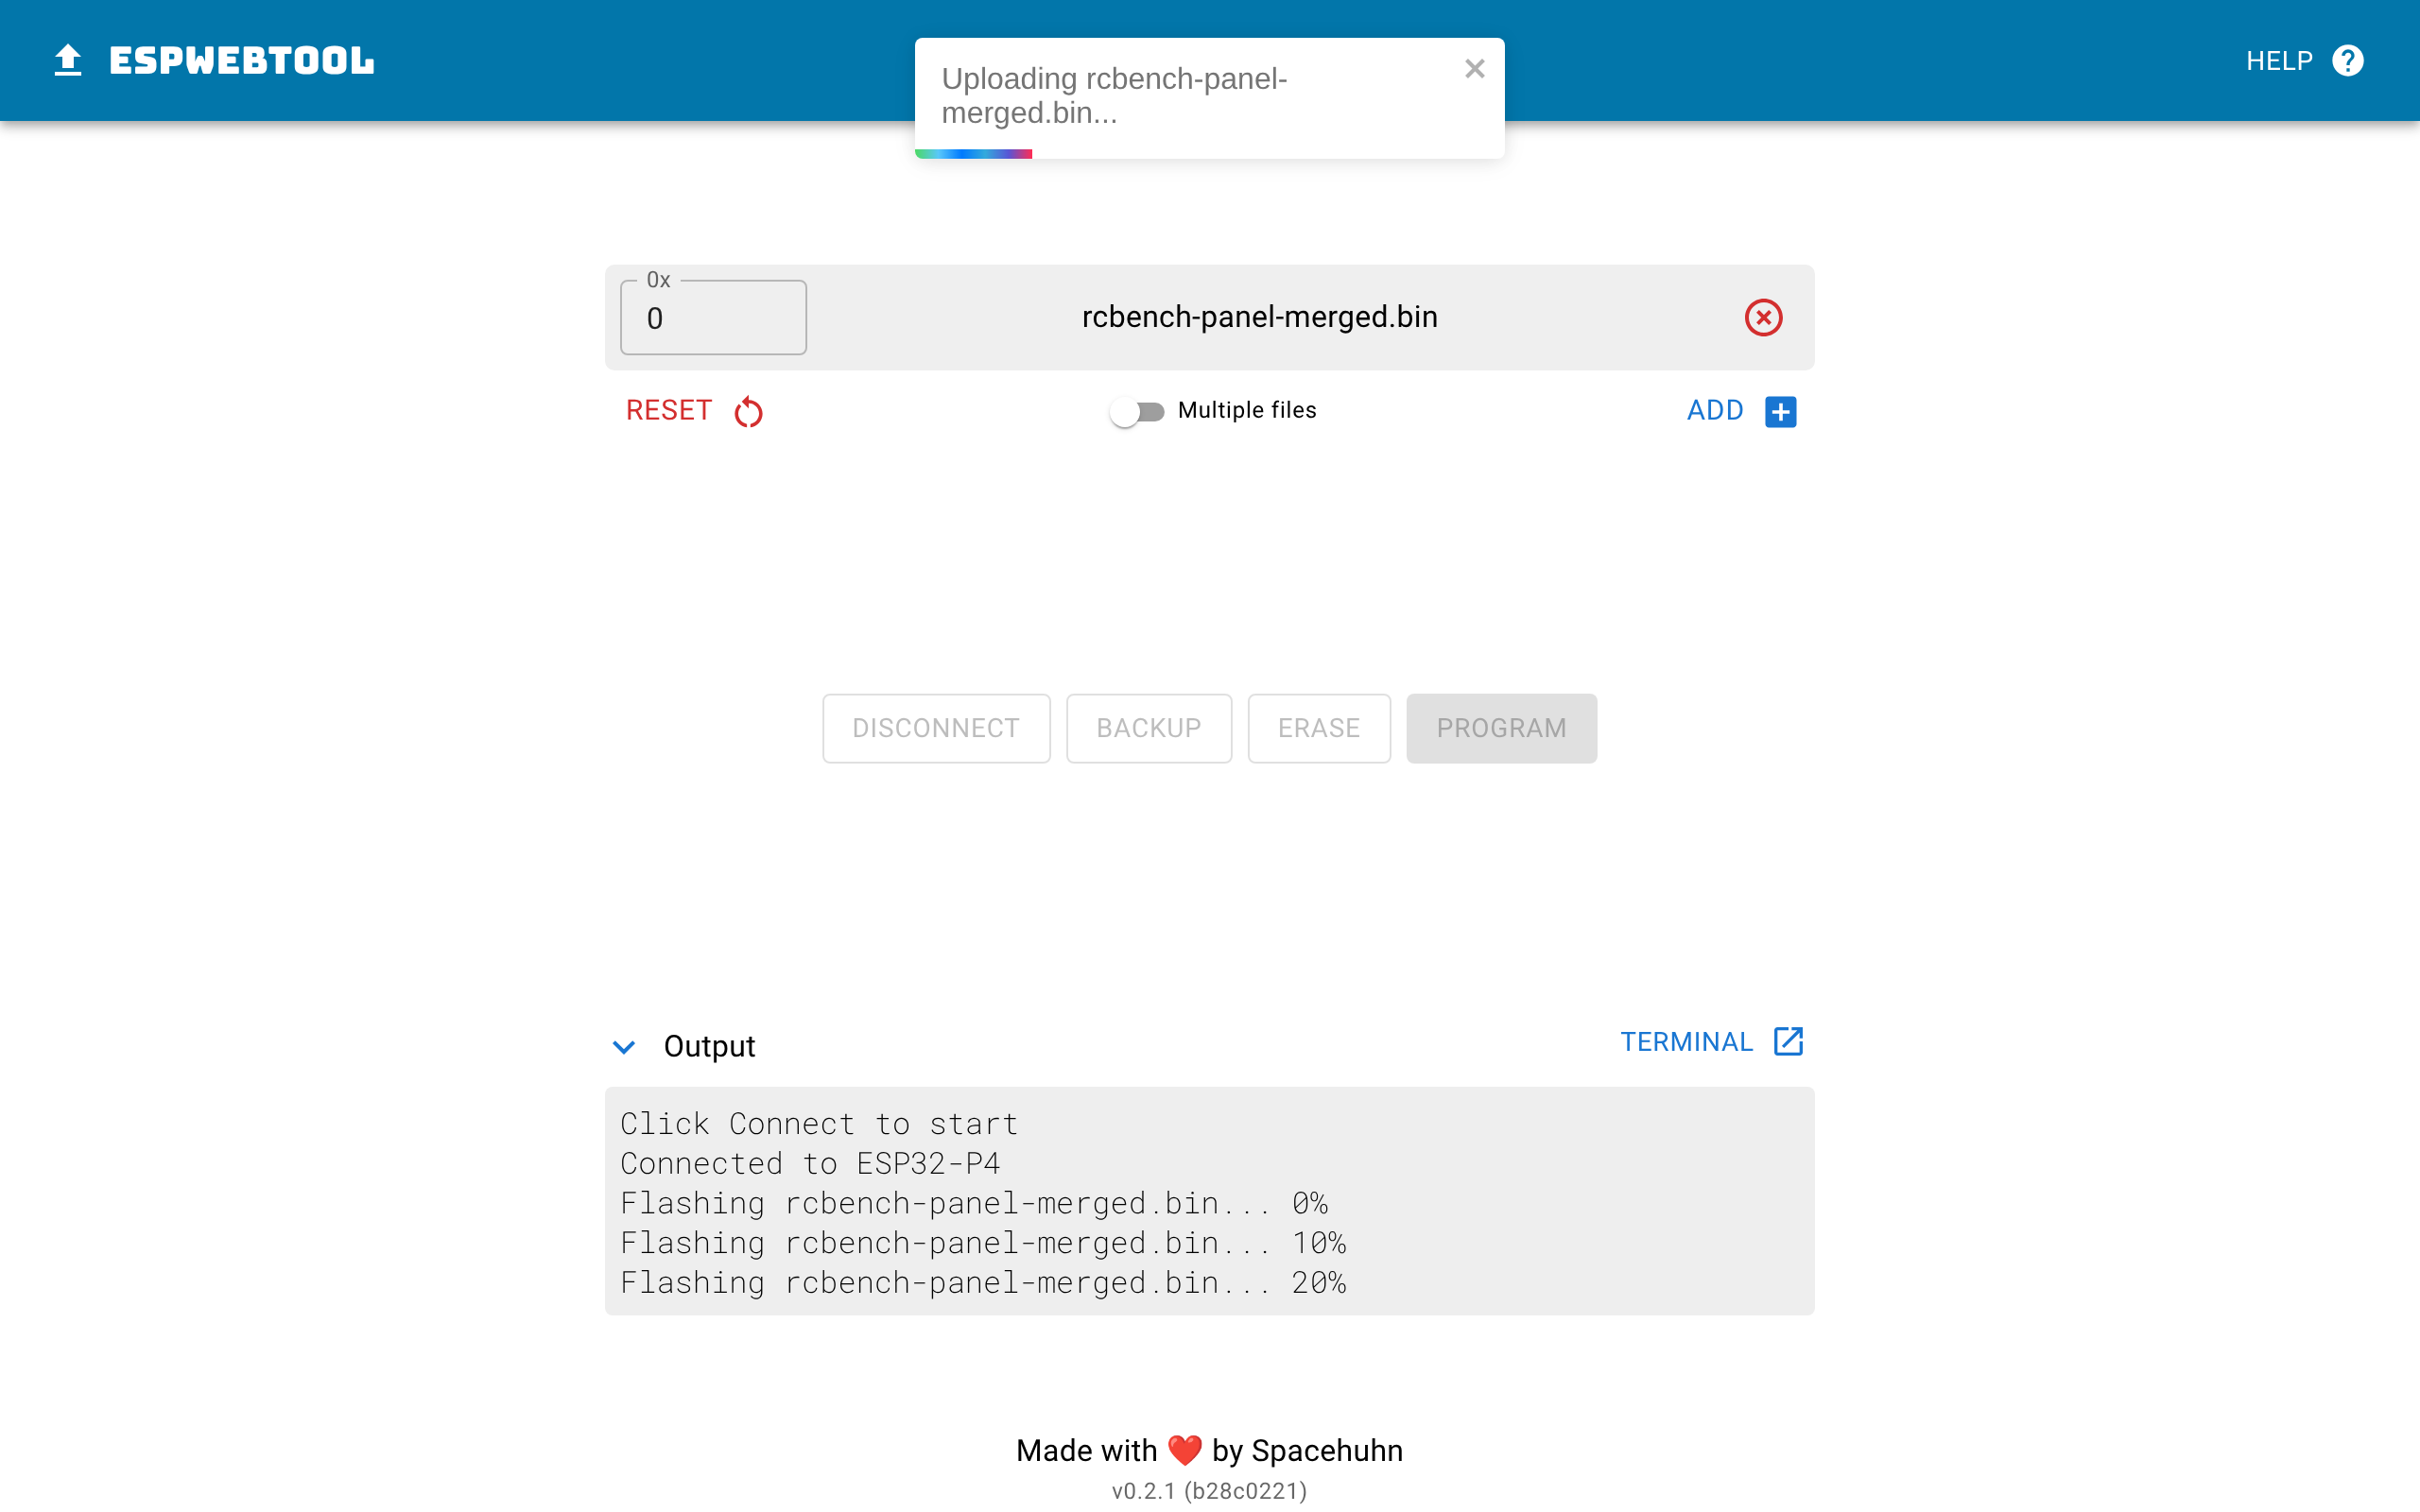 ESPWEBTOOL
HELP
Uploading rcbench-panel-
merged.bin...
0x
0
rcbench-panel-merged.bin
RESET
Multiple files
ADD
DISCONNECT
BACKUP
ERASE
PROGRAM
Output
TERMINAL
Click Connect to start
Connected to ESP32-P4
Flashing rcbench-panel-merged.bin... 0%
Flashing rcbench-panel-merged.bin... 10%
Flashing rcbench-panel-merged.bin... 20%
Made with ❤️ by Spacehuhn
v0.2.1 (b28c0221)